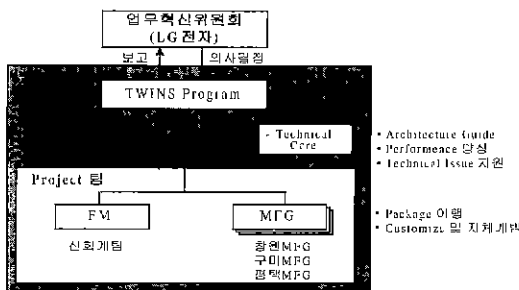 업무혁신위원회
(LG전자)
보고
의사결정
TWINS Program
- Technical
Core
• Architecture Guide
• Performance 향상
• Technical Issue 지원
Project 팀
FM
MFG
신회계팀
창원MFG
구미MFG
평택MFG
• Package 이행
• Customize 및 자체개발